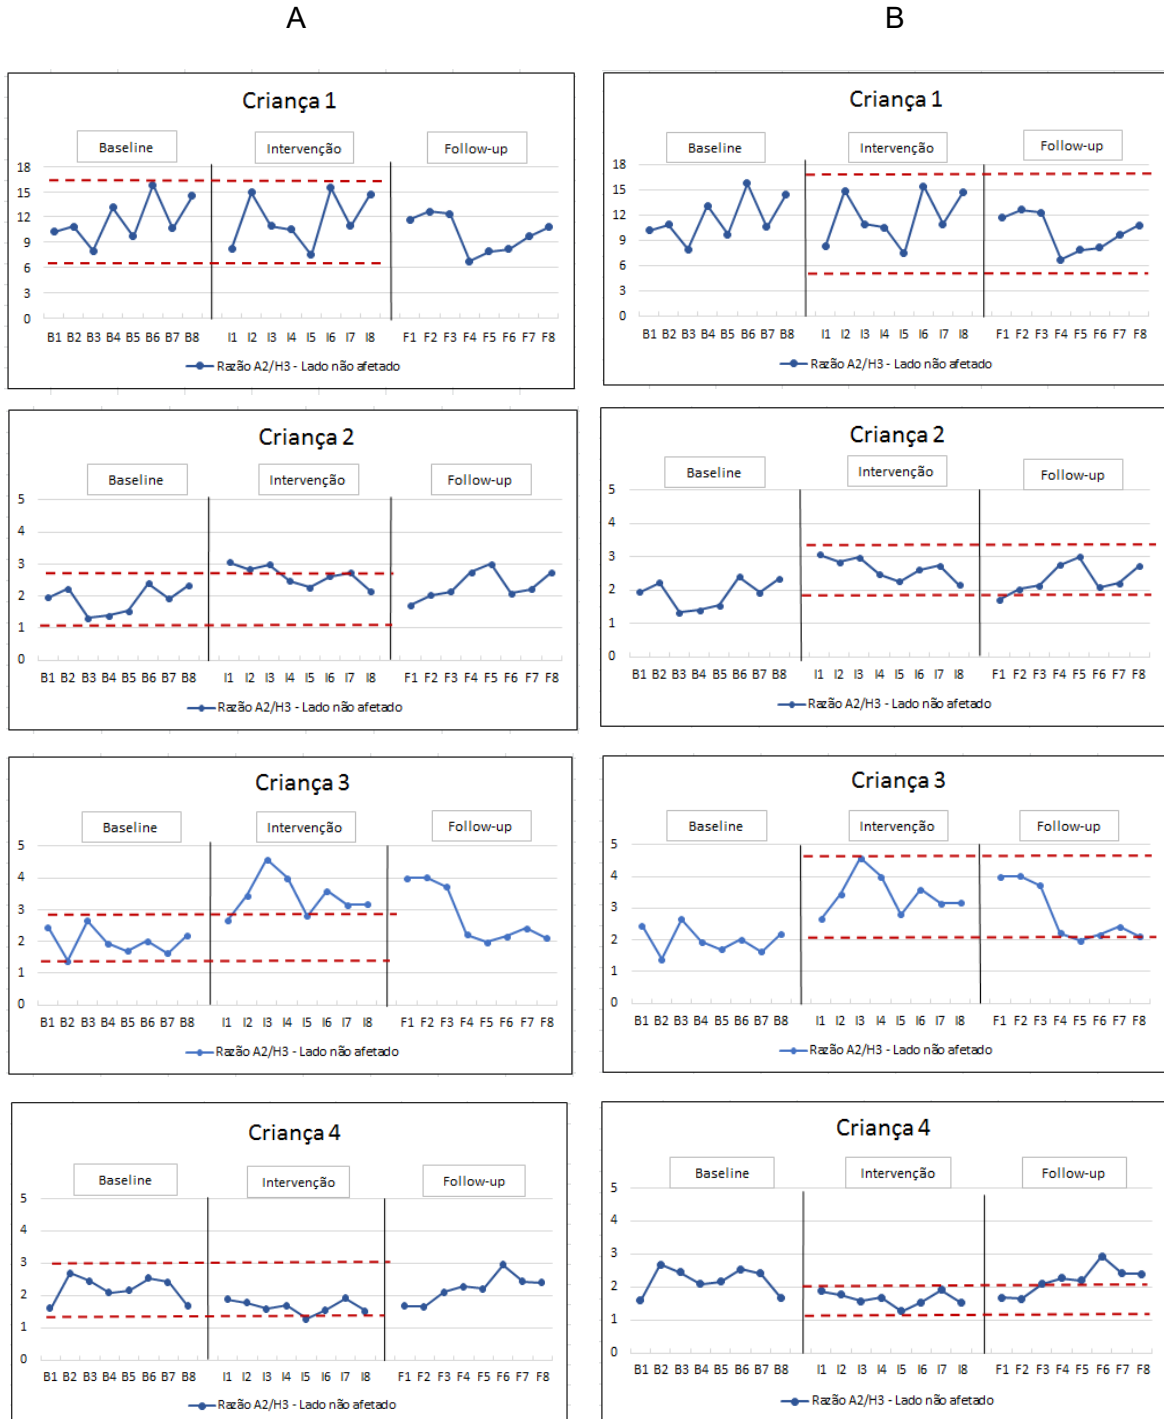 A
B
Criança 1
Baseline
Intervenção
Follow-up
18
15
12
9
6
3
0
B1 B2 B3 B4 B5 B6 B7 B8 I1 I2 I3 I4 I5 I6 I7 I8 F1 F2 F3 F4 F5 F6 F7 F8
Razão A2/H3 - Lado não afetado
Criança 1
Baseline
Intervenção
Follow-up
18
15
12
9
6
3
0
B1 B2 B3 B4 B5 B6 B7 B8 I1 I2 I3 I4 I5 I6 I7 I8 F1 F2 F3 F4 F5 F6 F7 F8
Razão A2/H3 - Lado não afetado
Criança 2
Baseline
Intervenção
Follow-up
5
4
3
2
1
0
B1 B2 B3 B4 B5 B6 B7 B8 I1 I2 I3 I4 I5 I6 I7 I8 F1 F2 F3 F4 F5 F6 F7 F8
Razão A2/H3 - Lado não afetado
Criança 2
Baseline
Intervenção
Follow-up
5
4
3
2
1
0
B1 B2 B3 B4 B5 B6 B7 B8 I1 I2 I3 I4 I5 I6 I7 I8 F1 F2 F3 F4 F5 F6 F7 F8
Razão A2/H3 - Lado não afetado
Criança 3
Baseline
Intervenção
Follow-up
5
4
3
2
1
0
B1 B2 B3 B4 B5 B6 B7 B8 I1 I2 I3 I4 I5 I6 I7 I8 F1 F2 F3 F4 F5 F6 F7 F8
Razão A2/H3 - Lado não afetado
Criança 3
Baseline
Intervenção
Follow-up
5
4
3
2
1
0
B1 B2 B3 B4 B5 B6 B7 B8 I1 I2 I3 I4 I5 I6 I7 I8 F1 F2 F3 F4 F5 F6 F7 F8
Razão A2/H3 - Lado não afetado
Criança 4
Baseline
Intervenção
Follow-up
5
4
3
2
1
0
B1 B2 B3 B4 B5 B6 B7 B8 I1 I2 I3 I4 I5 I6 I7 I8 F1 F2 F3 F4 F5 F6 F7 F8
Razão A2/H3 - Lado não afetado
Criança 4
Baseline
Intervenção
Follow-up
5
4
3
2
1
0
B1 B2 B3 B4 B5 B6 B7 B8 I1 I2 I3 I4 I5 I6 I7 I8 F1 F2 F3 F4 F5 F6 F7 F8
Razão A2/H3 - Lado não afetado